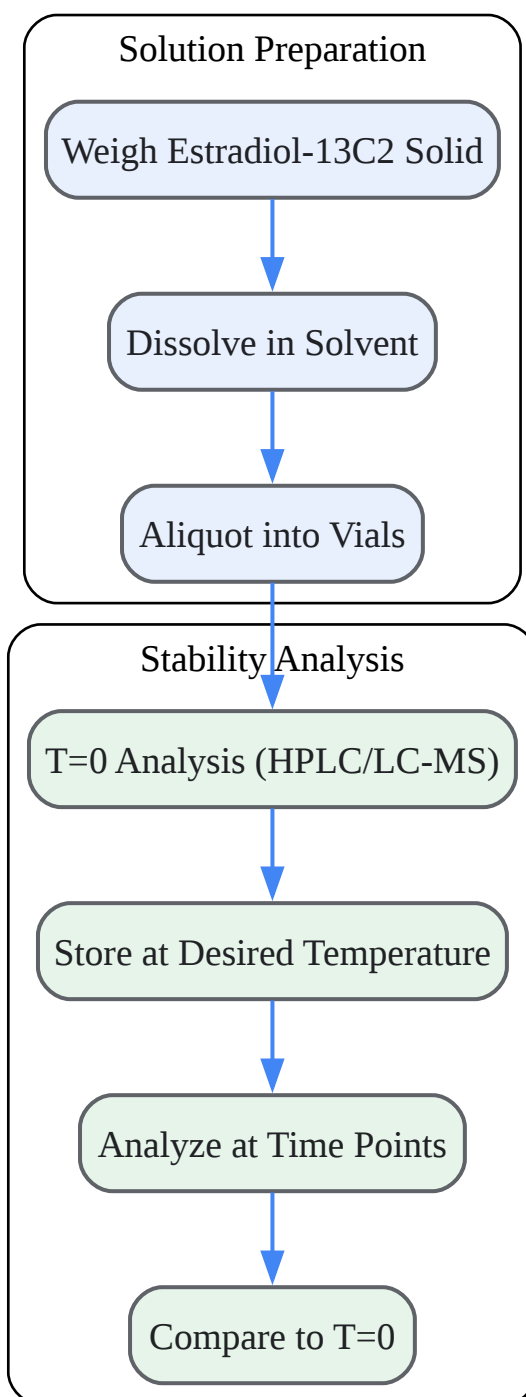 Solution Preparation
Weigh Estradiol-13C2 Solid
Dissolve in Solvent
Aliquot into Vials
Stability Analysis
T=0 Analysis (HPLC/LC-MS)
Store at Desired Temperature
Analyze at Time Points
Compare to T=0